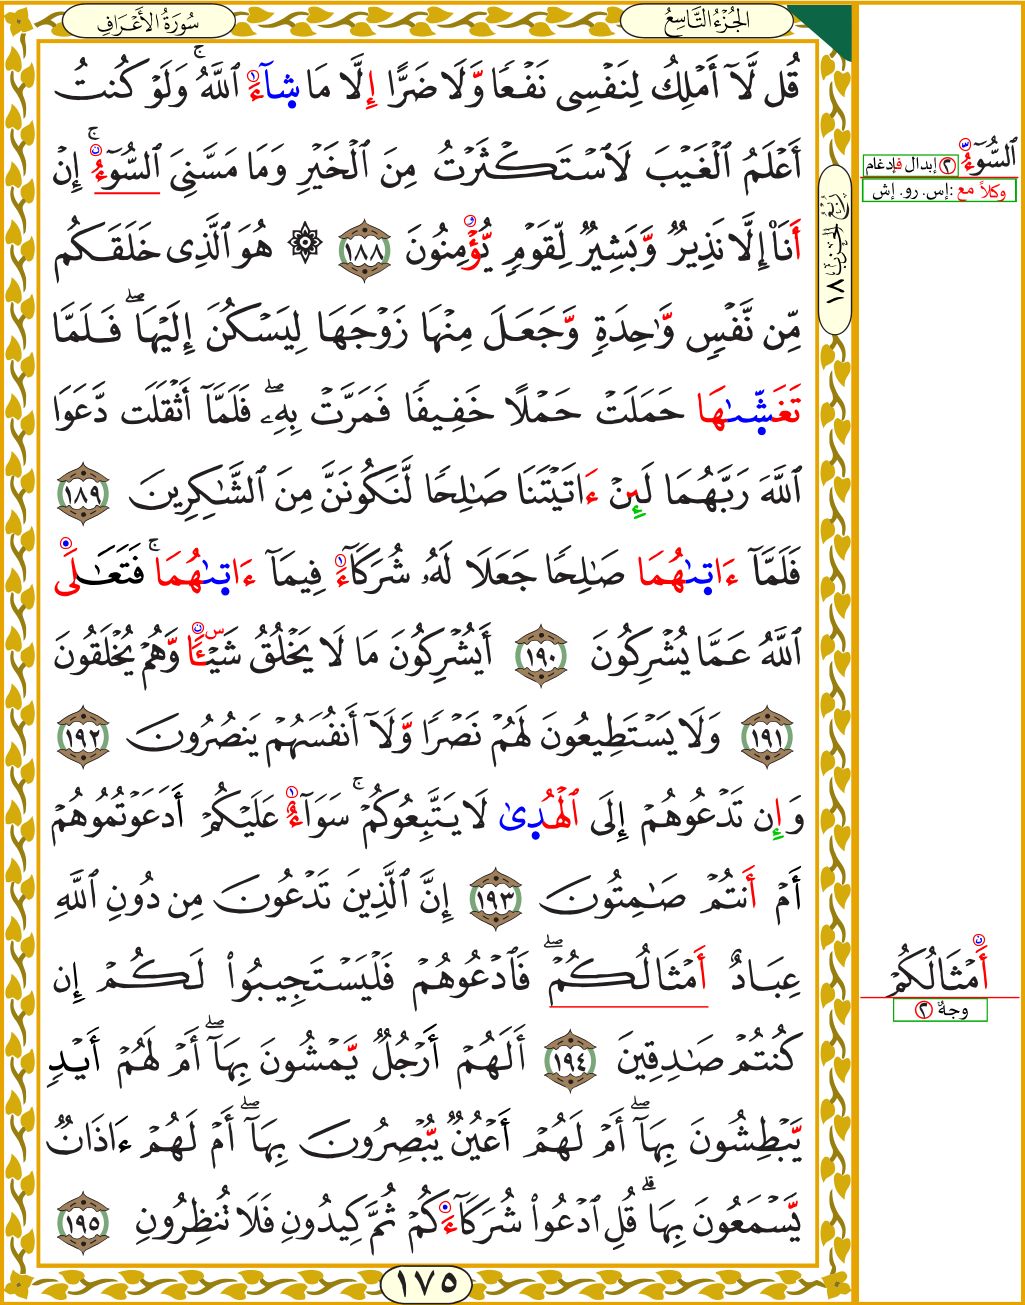 سُورَةُ الأَعْرَافِ
الجُزْءُ التَّاسِعُ
قُل لَّآ أَمْلِكُ لِنَفْسِى نَفْعًا وَّلَا ضَرًّا إِلَّا مَا شَآءَ ٱللَّهُ ۚ وَلَوْ كُنتُ
أَعْلَمُ ٱلْغَيْبَ لَٱسْتَكْثَرْتُ مِنَ ٱلْخَيْرِ وَمَا مَسَّنِىَ ٱلسُّوٓءُ ۚ إِنْ
أَنَا۠ إِلَّا نَذِيرٌ وَّبَشِيرٌ لِّقَوْمٍ يُّؤْمِنُونَ ١٨٨ ۞ هُوَ ٱلَّذِى خَلَقَكُم
مِّن نَّفْسٍ وَّٰحِدَةٍ وَّجَعَلَ مِنْهَا زَوْجَهَا لِيَسْكُنَ إِلَيْهَا ۖ فَلَمَّا
تَغَشَّىٰهَا حَمَلَتْ حَمْلًا خَفِيفًا فَمَرَّتْ بِهِۦ ۖ فَلَمَّآ أَثْقَلَت دَّعَوَا
ٱللَّهَ رَبَّهُمَا لَئِنْ ءَاتَيْتَنَا صَٰلِحًا لَّنَكُونَنَّ مِنَ ٱلشَّٰكِرِينَ ١٨٩
فَلَمَّآ ءَاتَىٰهُمَا صَٰلِحًا جَعَلَا لَهُۥ شُرَكَآءَ فِيمَآ ءَاتَىٰهُمَا ۚ فَتَعَٰلَى
ٱللَّهُ عَمَّا يُشْرِكُونَ ١٩٠ أَيُشْرِكُونَ مَا لَا يَخْلُقُ شَيْـًٔا وَّهُمْ يُخْلَقُونَ
١٩١ وَلَا يَسْتَطِيعُونَ لَهُمْ نَصْرًا وَّلَآ أَنفُسَهُمْ يَنصُرُونَ ١٩٢
وَإِن تَدْعُوهُمْ إِلَى ٱلْهُدَىٰ لَا يَتَّبِعُوكُمْ ۚ سَوَآءٌ عَلَيْكُمْ أَدَعَوْتُمُوهُمْ
أَمْ أَنتُمْ صَٰمِتُونَ ١٩٣ إِنَّ ٱلَّذِينَ تَدْعُونَ مِن دُونِ ٱللَّهِ
عِبَادٌ أَمْثَالُكُمْ ۖ فَٱدْعُوهُمْ فَلْيَسْتَجِيبُوا۟ لَكُمْ إِن
كُنتُمْ صَٰدِقِينَ ١٩٤ أَلَهُمْ أَرْجُلٌ يَّمْشُونَ بِهَآ ۖ أَمْ لَهُمْ أَيْدٍ
يَّبْطِشُونَ بِهَآ ۖ أَمْ لَهُمْ أَعْيُنٌ يُّبْصِرُونَ بِهَآ ۖ أَمْ لَهُمْ ءَاذَانٌ
يَّسْمَعُونَ بِهَا ۗ قُلِ ٱدْعُوا۟ شُرَكَآءَكُمْ ثُمَّ كِيدُونِ فَلَا تُنظِرُونِ ١٩٥
١٧٥
رُبْعُ الحِزْبِ ١٨
ٱلسُّوٓءُ
٢ إبدال فإدغام
وكلاً مع :إس. رو. إش
أَمْثَالُكُمْ
وجهٌ ٢